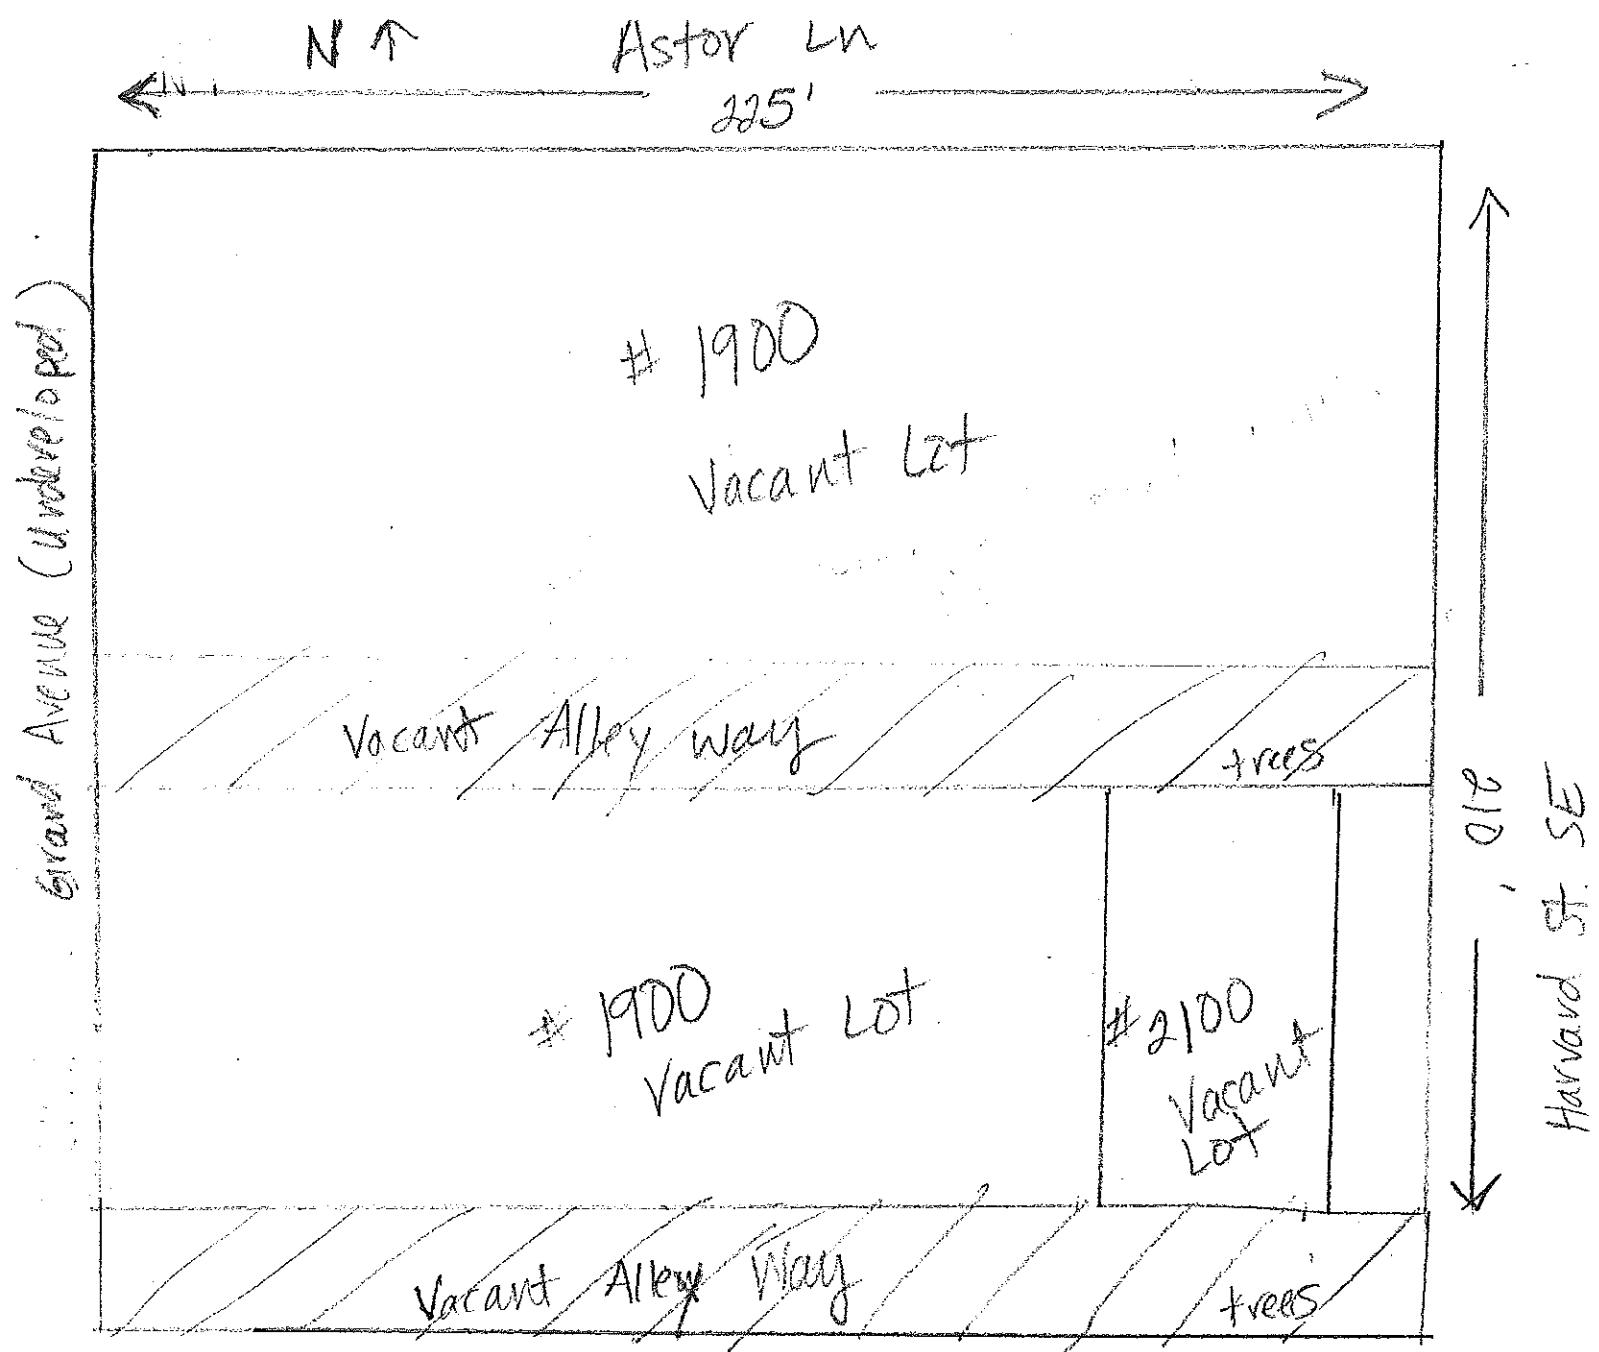 N ↑ Astor Ln
225'
Grand Avenue (Undeveloped)
# 1900
Vacant Lot
Vacant Alley way
trees
210'
Harvard St. SE
# 1900
Vacant Lot
# 2100
Vacant
Lot
Vacant Alley Way
trees